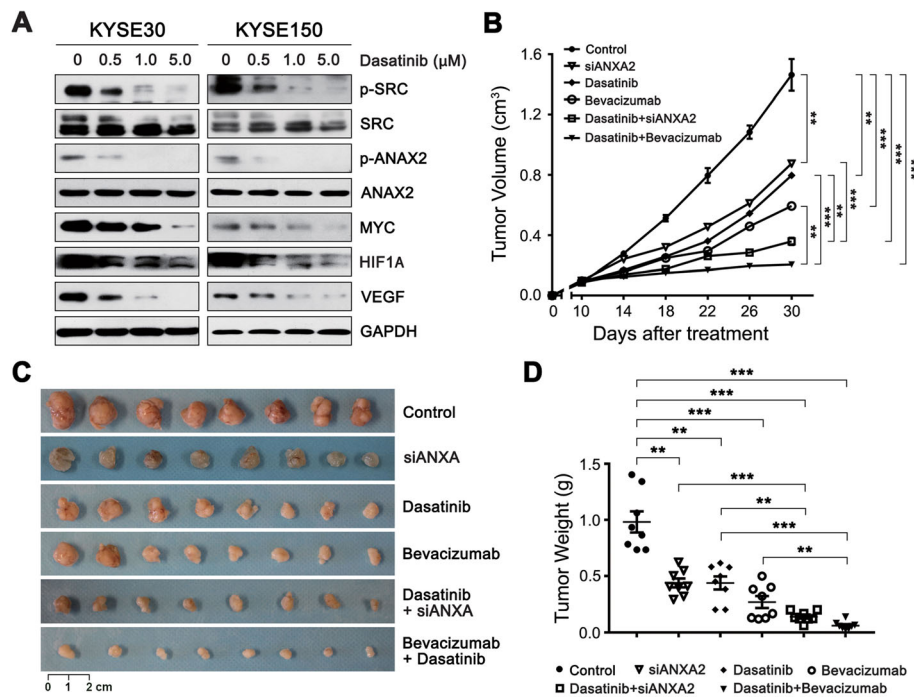 A
KYSE30 KYSE150
0 0.5 1.0 5.0 0 0.5 1.0 5.0 Dasatinib (μM)
p-SRC
SRC
p-ANAX2
ANAX2
MYC
HIF1A
VEGF
GAPDH
B
Tumor Volume (cm³)
1.6
1.2
0.8
0.4
0.0
0 10 14 18 22 26 30
Days after treatment
Control
siANXA2
Dasatinib
Bevacizumab
Dasatinib+siANXA2
Dasatinib+Bevacizumab
** *** ** *** ** *** ** ** *** ***
C
Control
siANXA
Dasatinib
Bevacizumab
Dasatinib
+ siANXA
Bevacizumab
+ Dasatinib
0 1 2 cm
D
***
***
***
**
**
***
**
***
**
Tumor Weight (g)
1.5
1.0
0.5
0.0
Control siANXA2 Dasatinib Bevacizumab
Dasatinib+siANXA2 Dasatinib+Bevacizumab